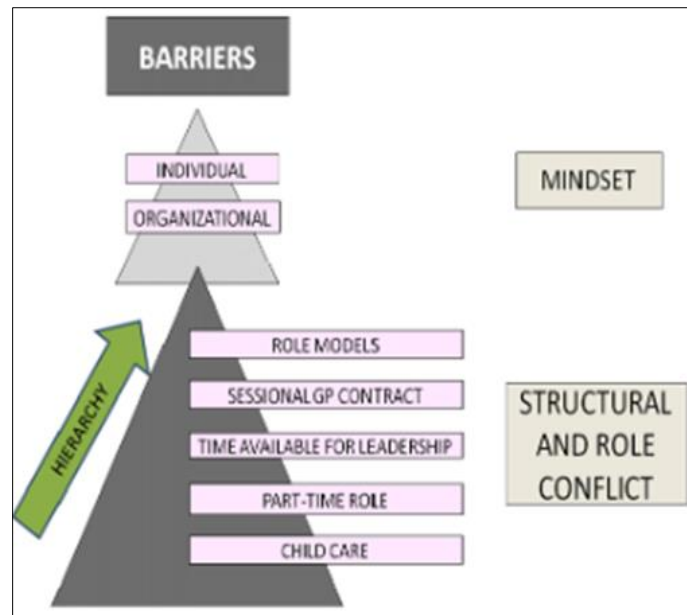 BARRIERS
INDIVIDUAL
ORGANIZATIONAL
MINDSET
HIERARCHY
ROLE MODELS
SESSIONAL GP CONTRACT
TIME AVAILABLE FOR LEADERSHIP
PART-TIME ROLE
CHILD CARE
STRUCTURAL
AND ROLE
CONFLICT